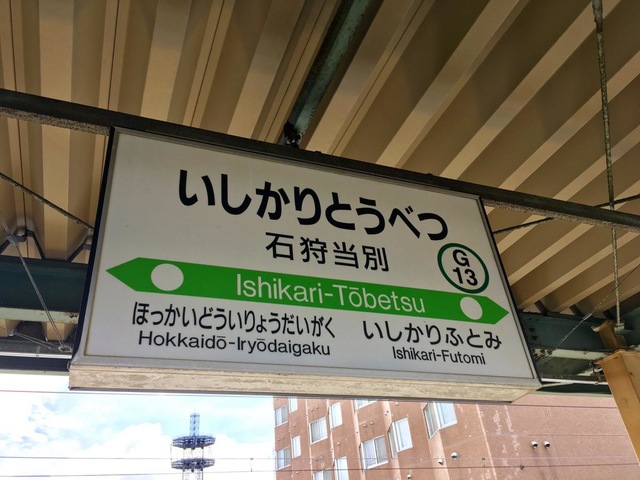 いしかりとうべつ
石狩当別
G
13
Ishikari-Tōbetsu
ほっかいどういりょうだいがく
Hokkaidō-Iryōdaigaku
いしかりふとみ
Ishikari-Futomi